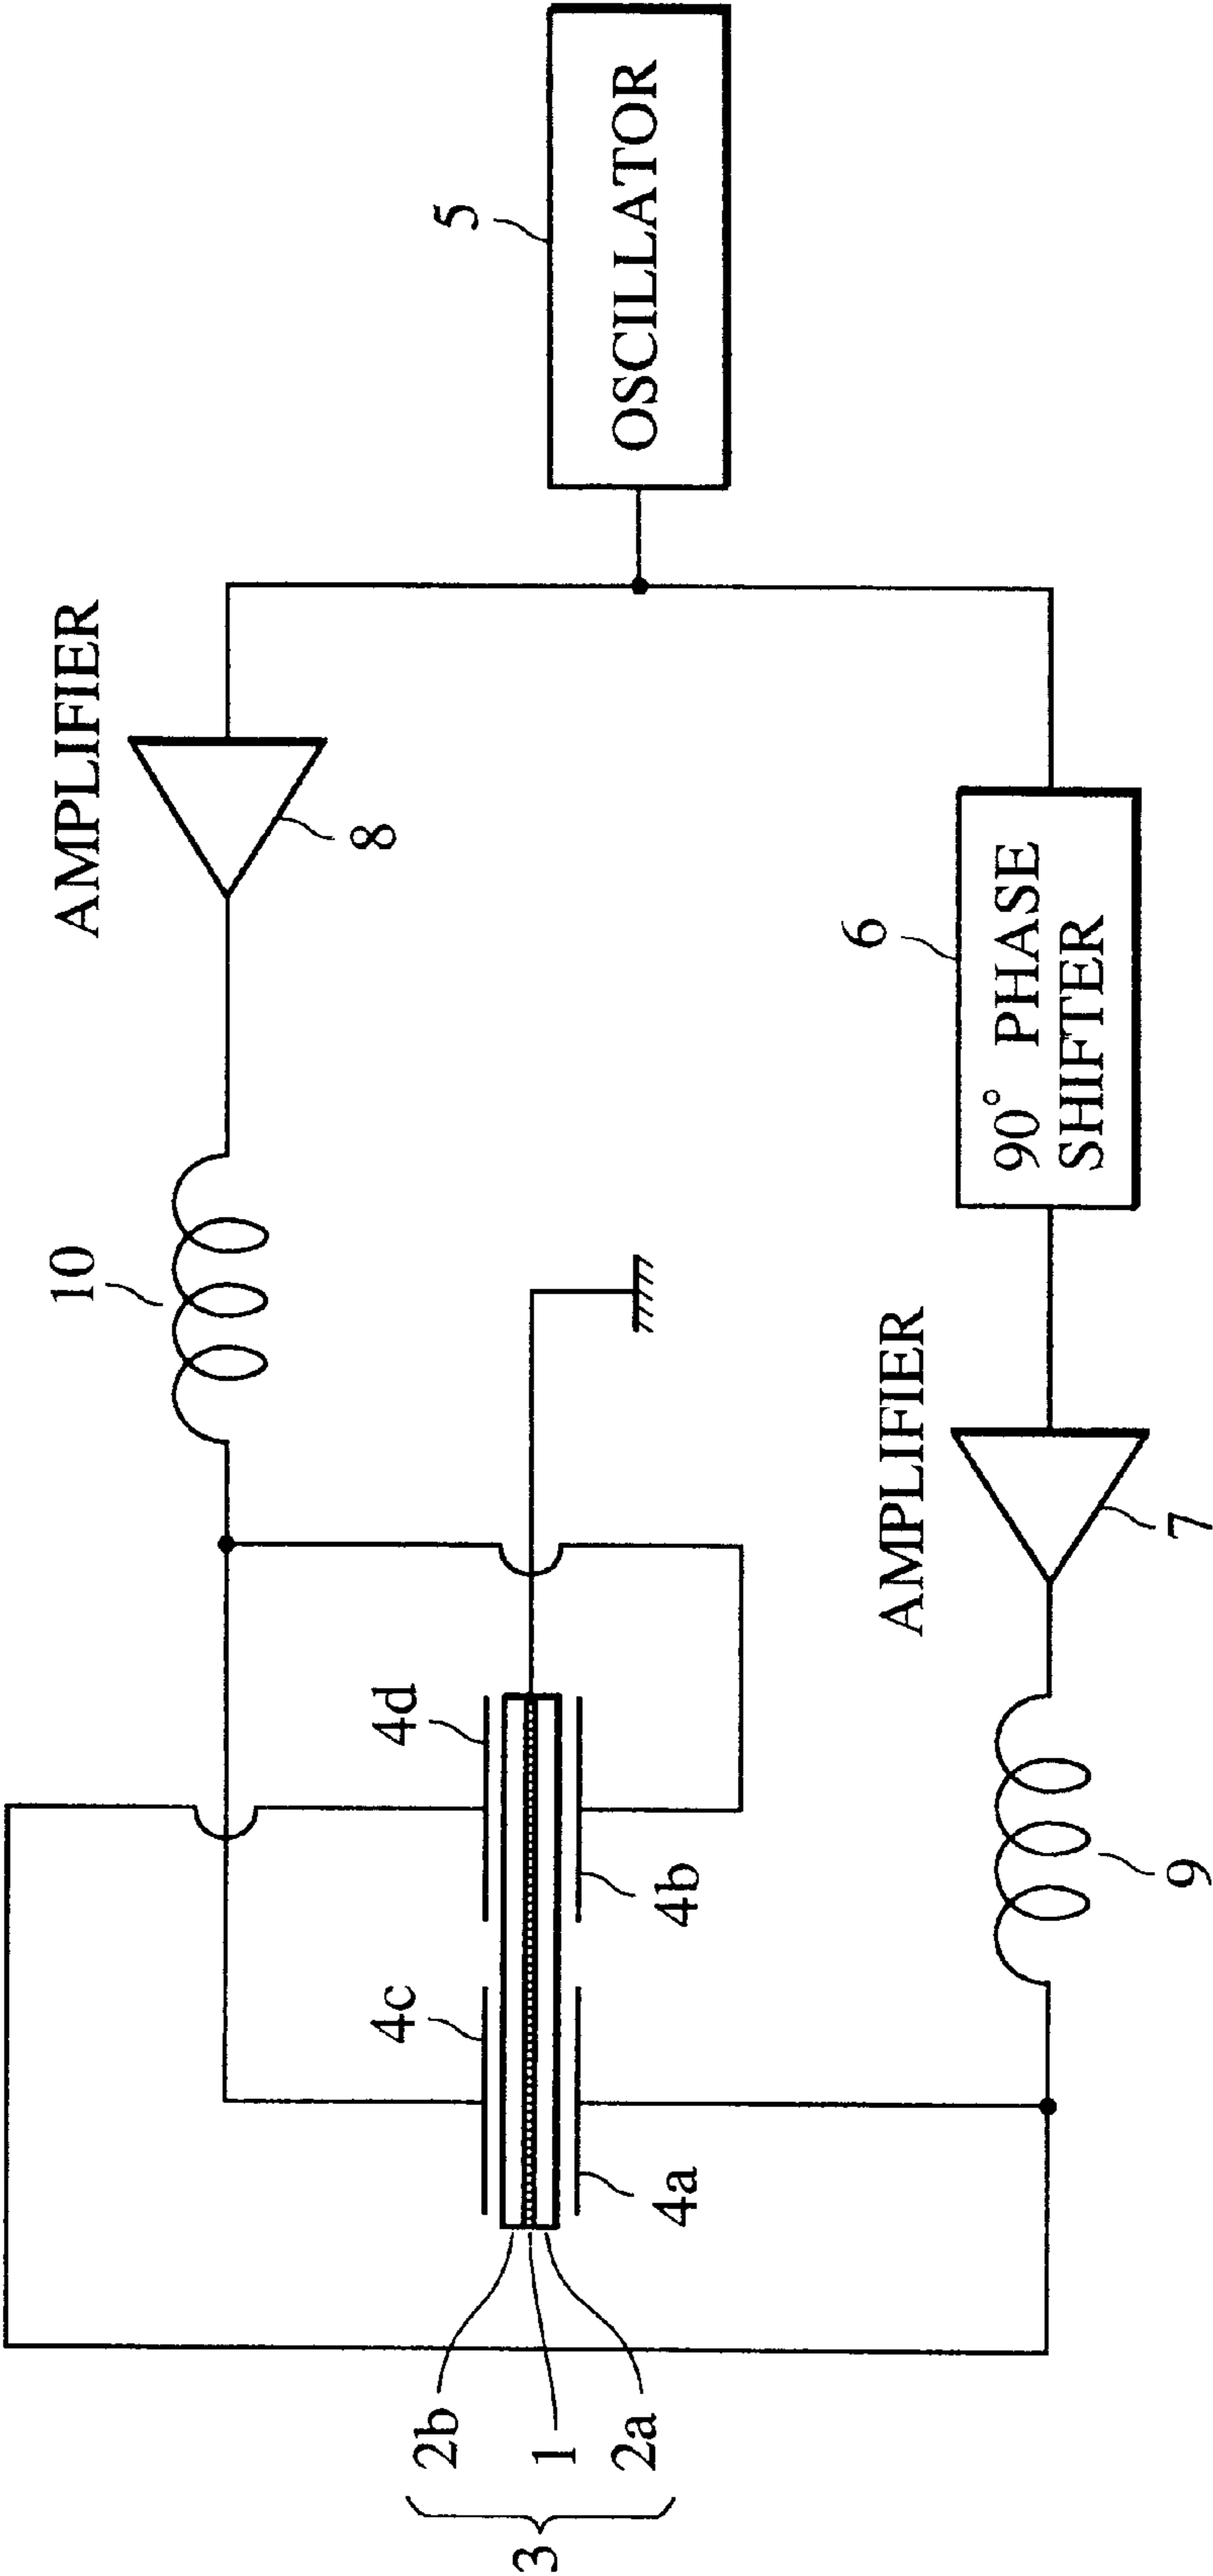 10
AMPLIFIER
8
4c
4d
2b
5
3
1
2a
OSCILLATOR
4a
4b
6
AMPLIFIER
90° PHASE
SHIFTER
9
7